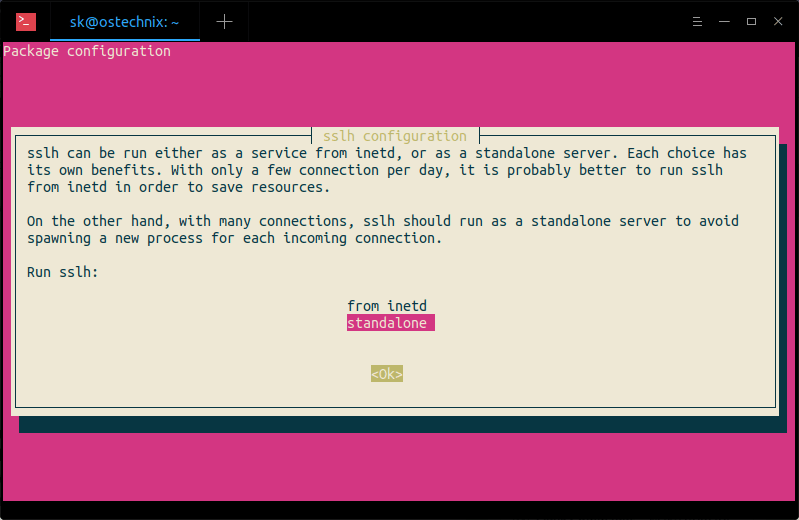 sk@ostechnix: ~
Package configuration
sslh configuration
sslh can be run either as a service from inetd, or as a standalone server. Each choice has
its own benefits. With only a few connection per day, it is probably better to run sslh
from inetd in order to save resources.
On the other hand, with many connections, sslh should run as a standalone server to avoid
spawning a new process for each incoming connection.
Run sslh:
from inetd
standalone
<Ok>